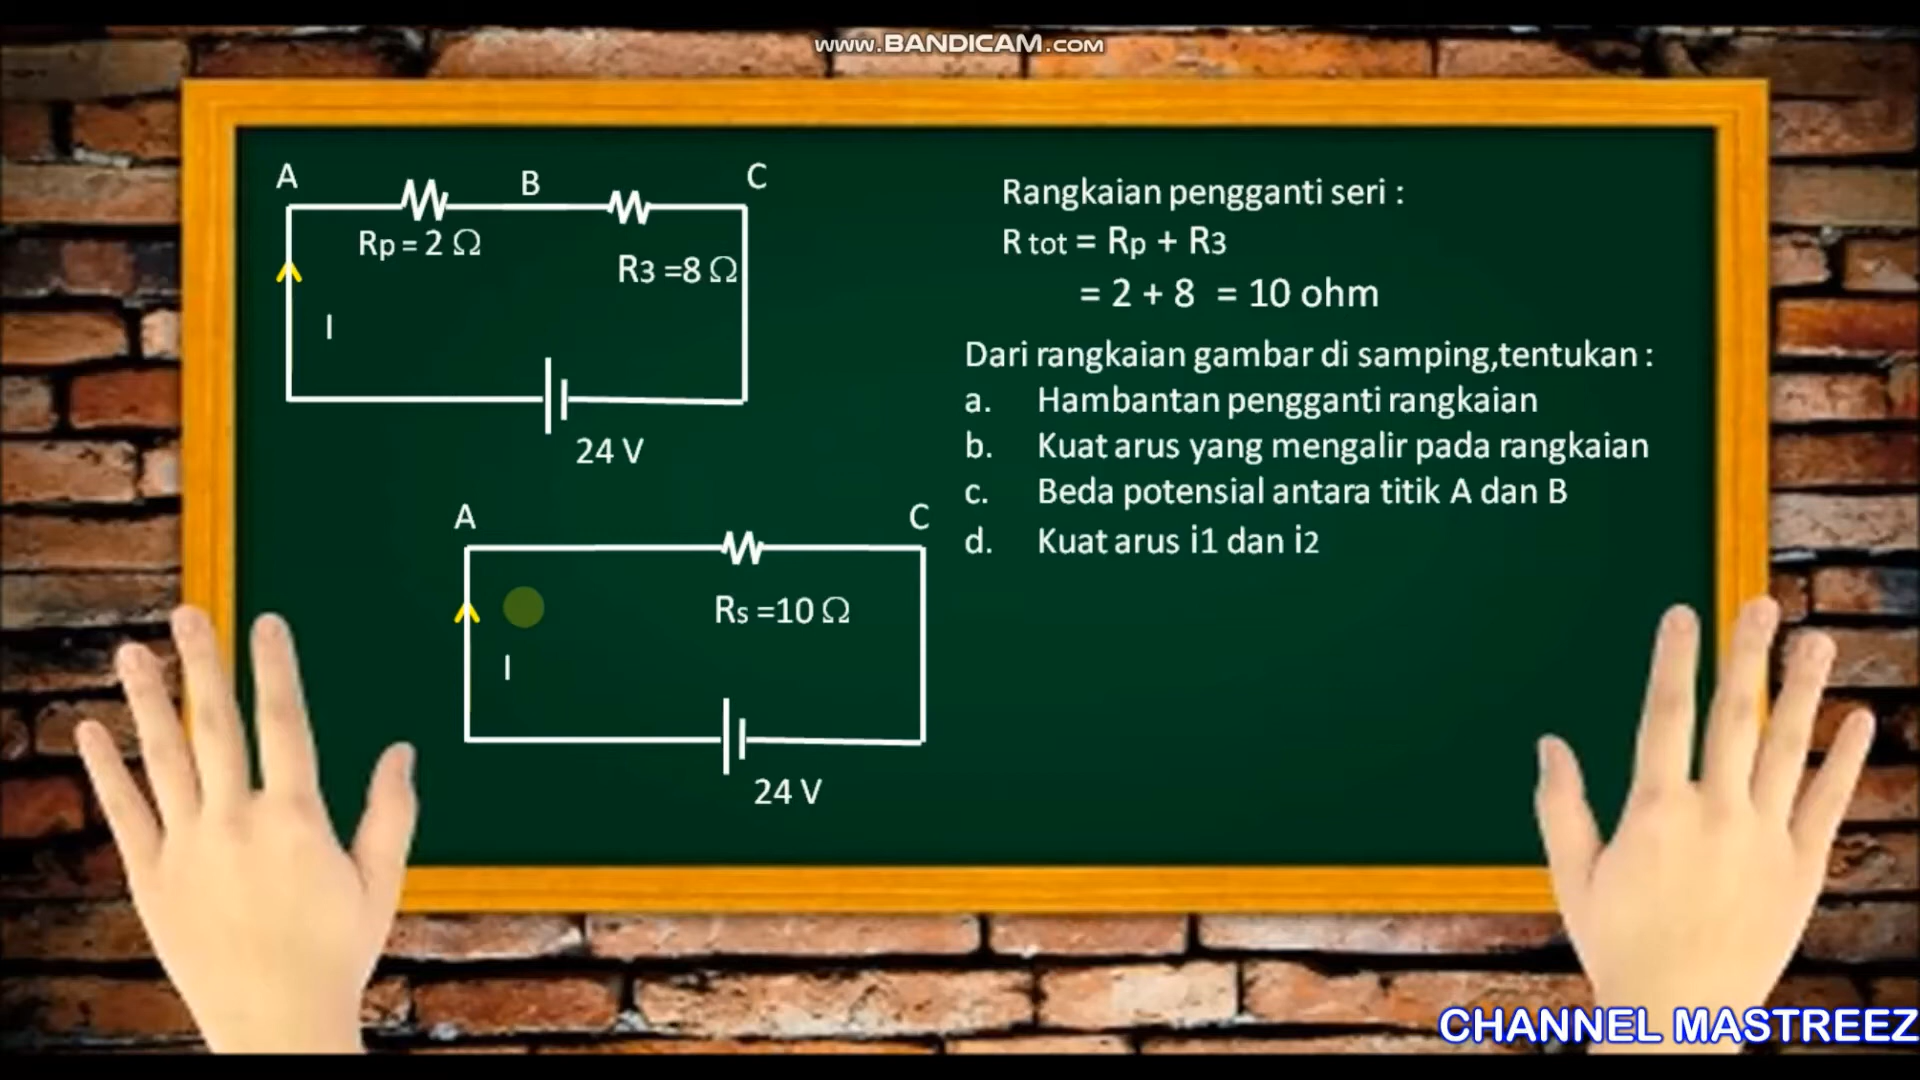 www.BANDICAM.com
A
B
C
Rp = 2 Ω
R3 =8 Ω
I
24 V
Rangkaian pengganti seri :
R tot = Rp + R3
= 2 + 8 = 10 ohm
Dari rangkaian gambar di samping,tentukan :
a. Hambantan pengganti rangkaian
b. Kuat arus yang mengalir pada rangkaian
c. Beda potensial antara titik A dan B
d. Kuat arus i1 dan i2
A
C
Rs =10 Ω
I
24 V
CHANNEL MASTREEZ